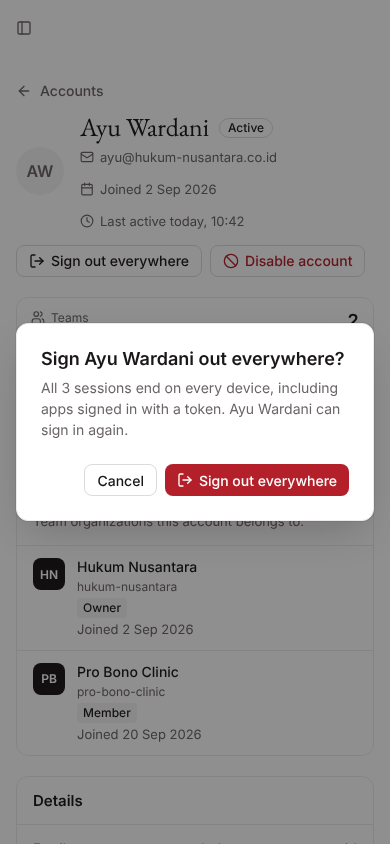 Accounts
Ayu Wardani Active
AW
ayu@hukum-nusantara.co.id
Joined 2 Sep 2026
Last active today, 10:42
Sign out everywhere Disable account
Teams 2
Sign Ayu Wardani out everywhere?
All 3 sessions end on every device, including
apps signed in with a token. Ayu Wardani can
sign in again.
Cancel Sign out everywhere
Team organizations this account belongs to.
HN Hukum Nusantara
hukum-nusantara
Owner
Joined 2 Sep 2026
PB Pro Bono Clinic
pro-bono-clinic
Member
Joined 20 Sep 2026
Details